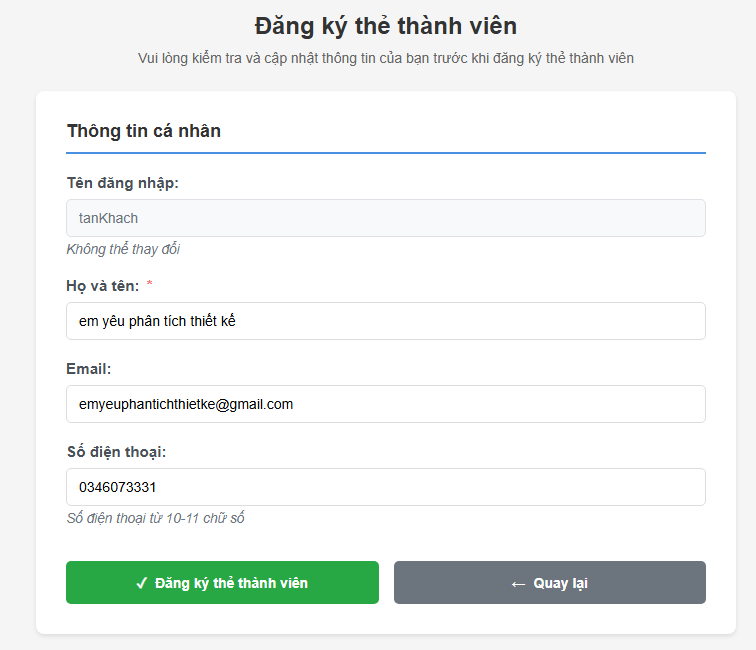 Đăng ký thẻ thành viên
Vui lòng kiểm tra và cập nhật thông tin của bạn trước khi đăng ký thẻ thành viên
Thông tin cá nhân
Tên đăng nhập:
tanKhach
Không thể thay đổi
Họ và tên: *
em yêu phân tích thiết kế
Email:
emyeuphantichthietke@gmail.com
Số điện thoại:
0346073331
Số điện thoại từ 10-11 chữ số
✓ Đăng ký thẻ thành viên
← Quay lại